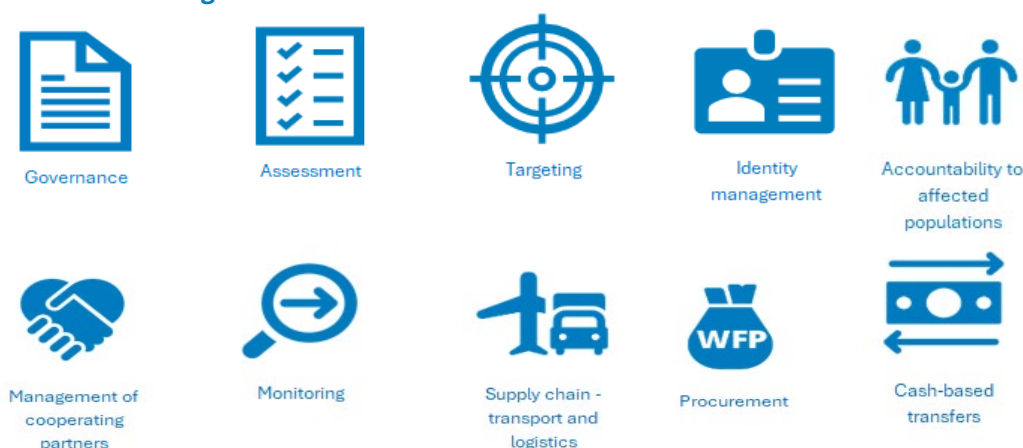 Governance
Assessment
Targeting
Identity
management
Accountability to
affected
populations
WFP
Management of
cooperating
partners
Monitoring
Supply chain -
transport and
logistics
Procurement
Cash-based
transfers